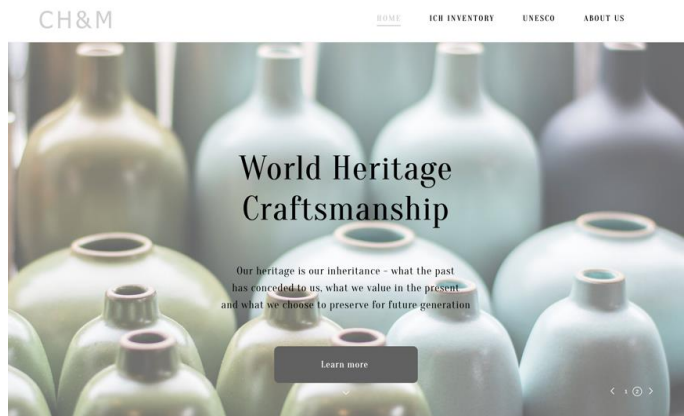 CH&M
HOME ICH INVENTORY UNESCO ABOUT US
World Heritage
Craftsmanship
Our heritage is our inheritance - what the past
has conceded to us, what we value in the present
and what we choose to preserve for future generation
Learn more
1 2